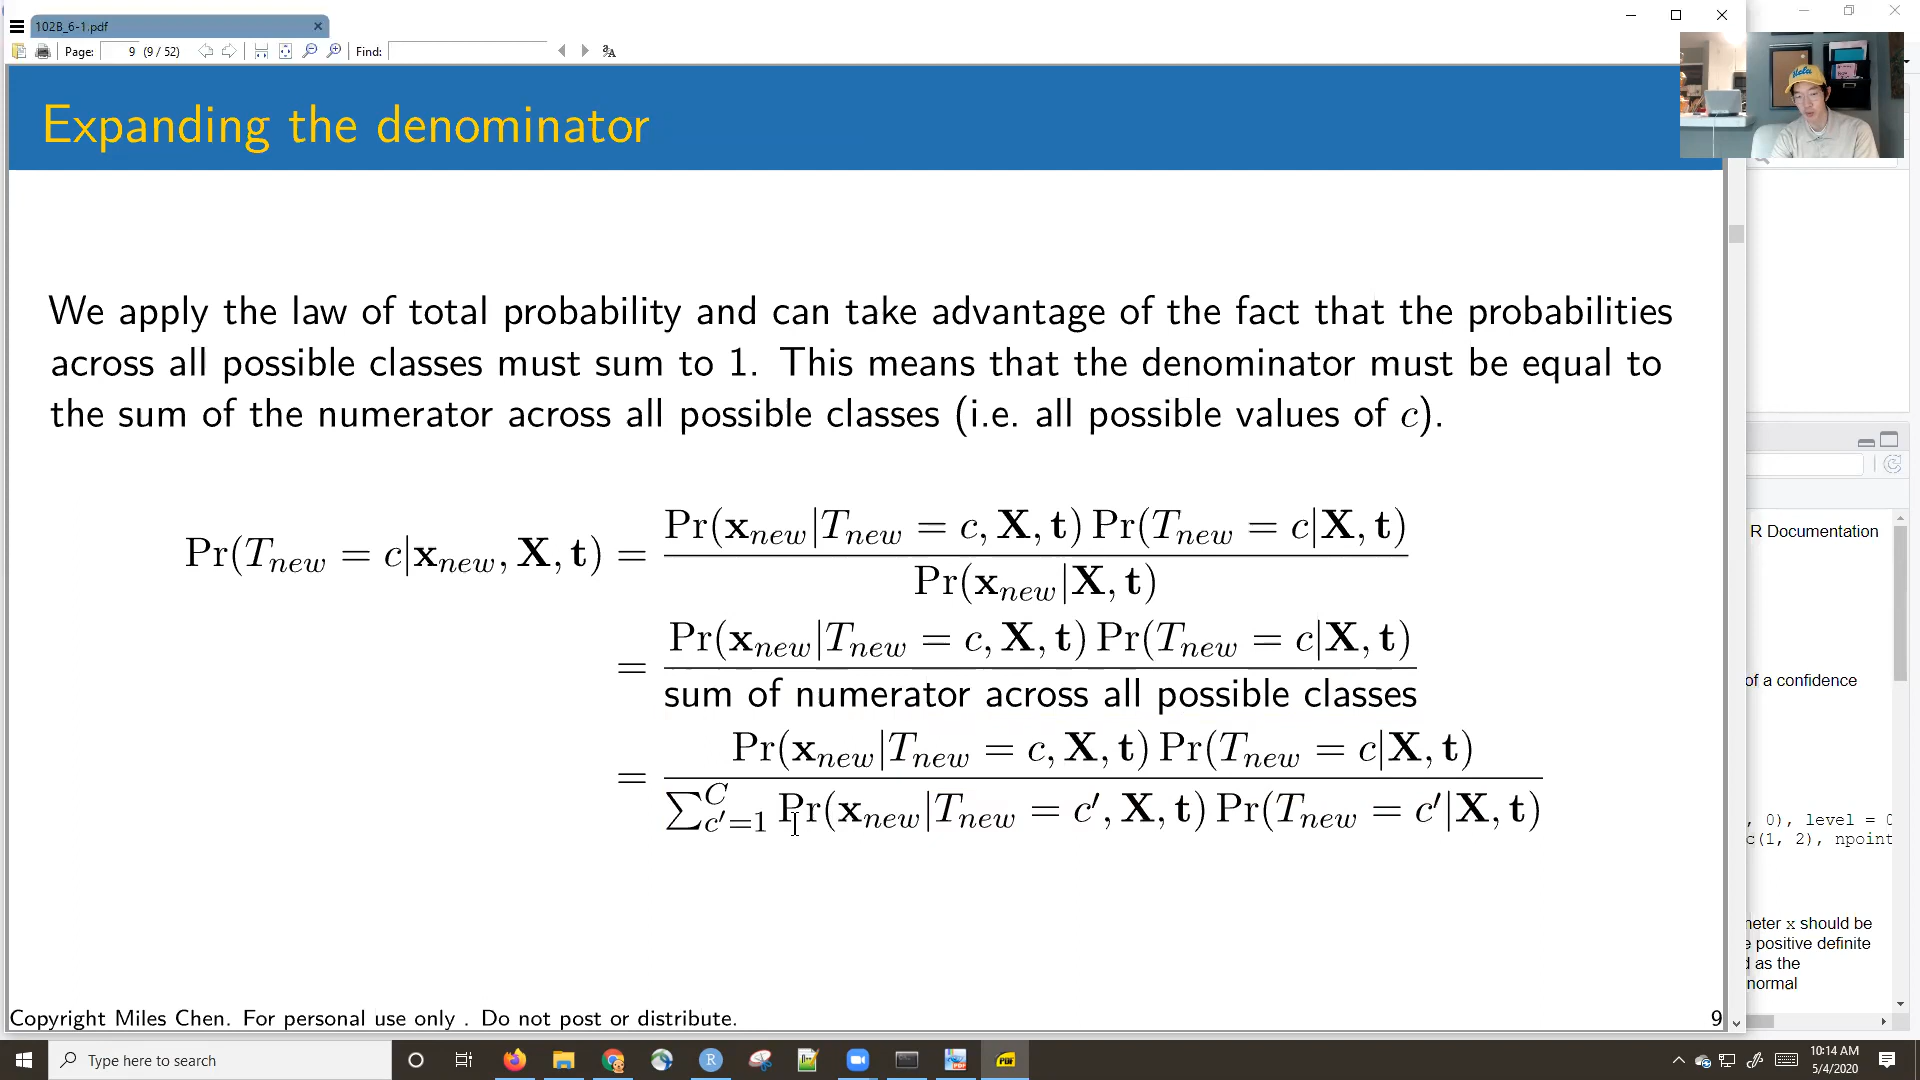 102B_6-1.pdf
Page: 9 (9 / 52) Find:
Expanding the denominator
We apply the law of total probability and can take advantage of the fact that the probabilities
across all possible classes must sum to 1. This means that the denominator must be equal to
the sum of the numerator across all possible classes (i.e. all possible values of c).
Pr(T_new = c|x_new, X, t) = Pr(x_new|T_new = c, X, t) Pr(T_new = c|X, t)
Pr(x_new|X, t)
= Pr(x_new|T_new = c, X, t) Pr(T_new = c|X, t)
sum of numerator across all possible classes
= Pr(x_new|T_new = c, X, t) Pr(T_new = c|X, t)
∑_{c′=1}^{C} Pr(x_new|T_new = c′, X, t) Pr(T_new = c′|X, t)
Copyright Miles Chen. For personal use only . Do not post or distribute.
9
R Documentation
of a confidence
, 0), level = 0
c(1, 2), npoint
neter x should be
positive definite
d as the
normal
Type here to search
10:14 AM
5/4/2020